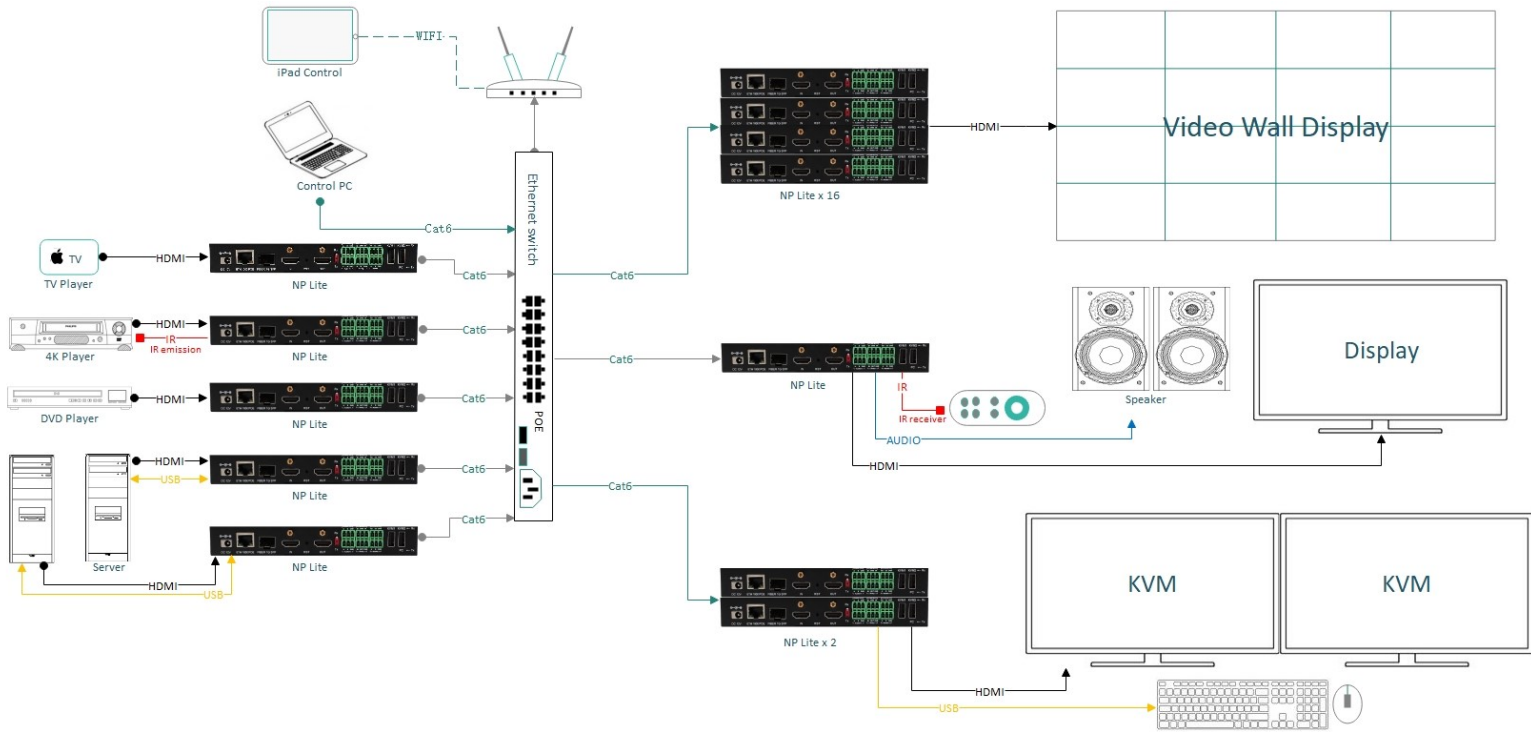 WIFI
iPad Control
Control PC
Cat6
Ethernet switch
POE
TV
TV Player
HDMI
NP Lite
Cat6
4K Player
HDMI
IR
IR emission
NP Lite
Cat6
DVD Player
HDMI
NP Lite
Cat6
Server
HDMI
USB
NP Lite
Cat6
HDMI
USB
NP Lite
Cat6
Cat6
NP Lite x 16
HDMI
Video Wall Display
Cat6
NP Lite
IR
IR receiver
AUDIO
HDMI
Speaker
Display
Cat6
NP Lite x 2
HDMI
USB
KVM
KVM